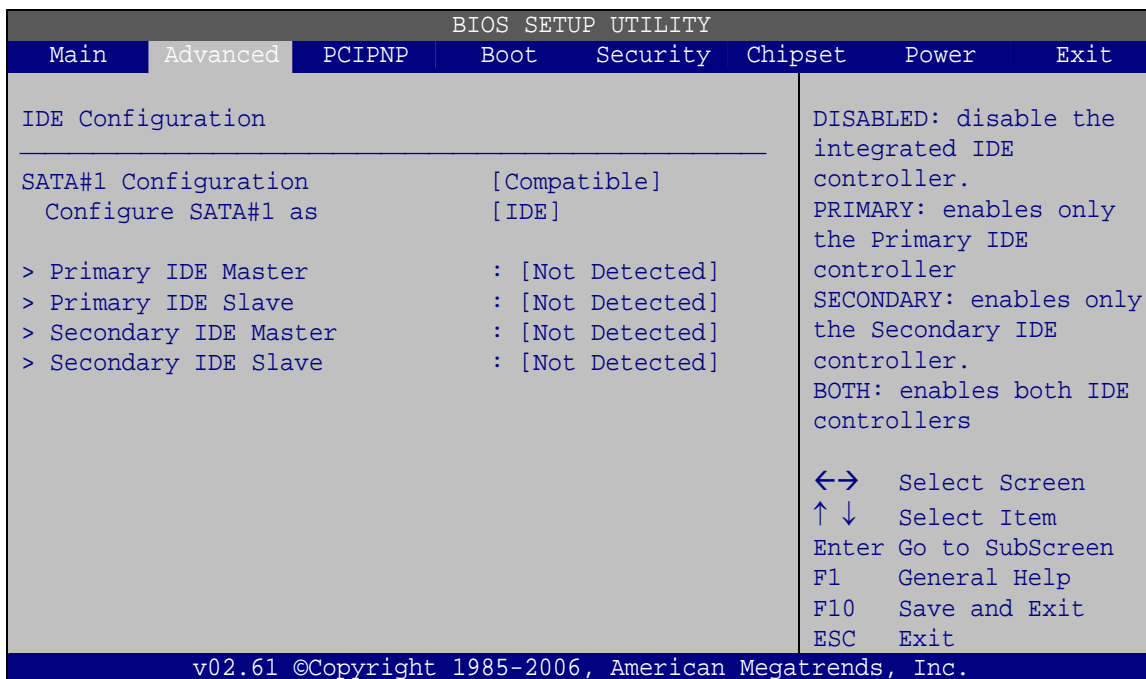 BIOS SETUP UTILITY
Main Advanced PCIPNP Boot Security Chipset Power Exit
IDE Configuration
SATA#1 Configuration [Compatible]
Configure SATA#1 as [IDE]
> Primary IDE Master : [Not Detected]
> Primary IDE Slave : [Not Detected]
> Secondary IDE Master : [Not Detected]
> Secondary IDE Slave : [Not Detected]
DISABLED: disable the
integrated IDE
controller.
PRIMARY: enables only
the Primary IDE
controller
SECONDARY: enables only
the Secondary IDE
controller.
BOTH: enables both IDE
controllers
←→ Select Screen
↑ ↓ Select Item
Enter Go to SubScreen
F1 General Help
F10 Save and Exit
ESC Exit
v02.61 ©Copyright 1985-2006, American Megatrends, Inc.